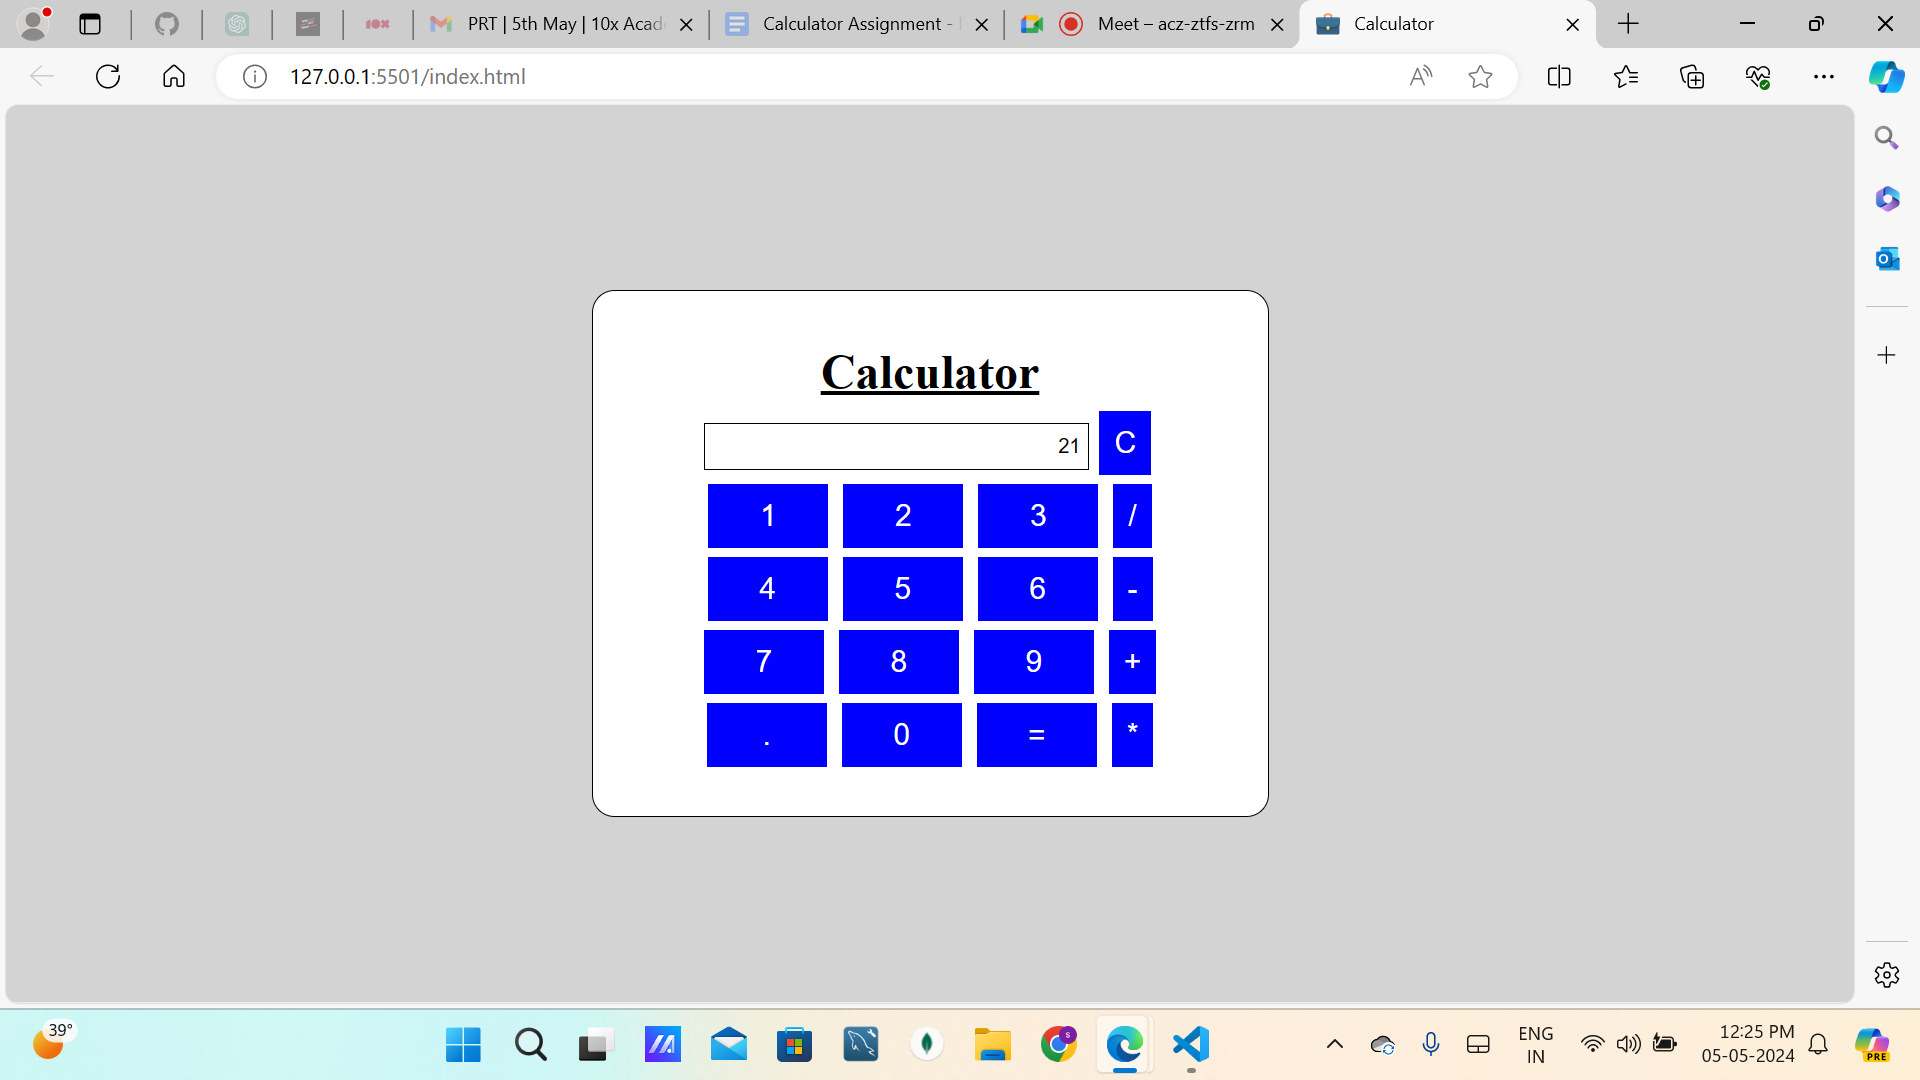 PRT | 5th May | 10x Acad
Calculator Assignment -
Meet – acz-ztfs-zrm
Calculator
127.0.0.1:5501/index.html
Calculator
21
C
1 2 3 /
4 5 6 -
7 8 9 +
. 0 = *
39°
ENG
IN
12:25 PM
05-05-2024
PRE